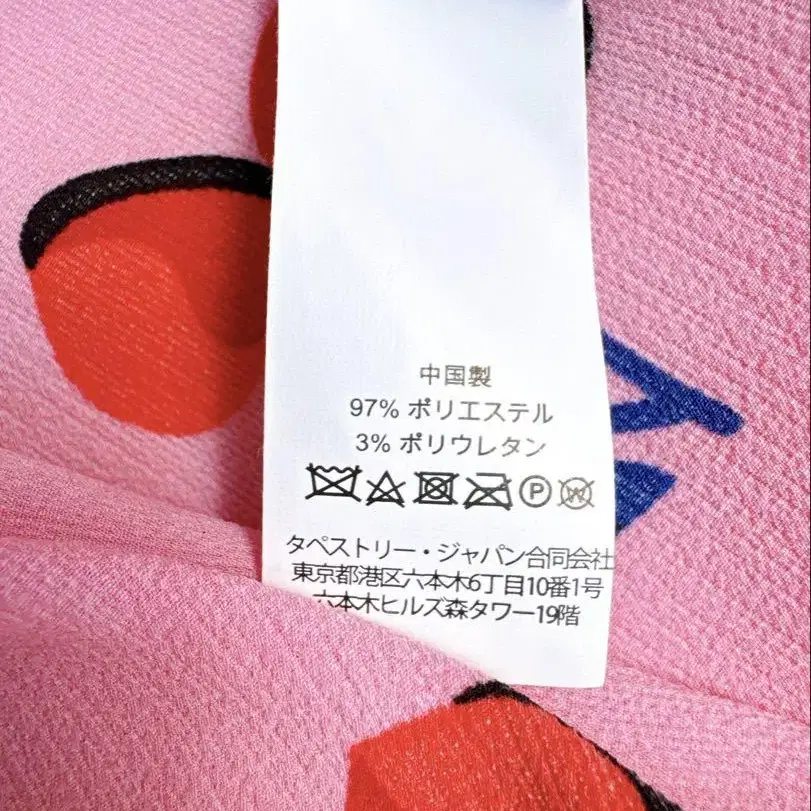 中国製
97% ポリエステル
3% ポリウレタン
P W
タペストリー・ジャパン合同会社
東京都港区六本木6丁目10番1号
六本木ヒルズ森タワー19階